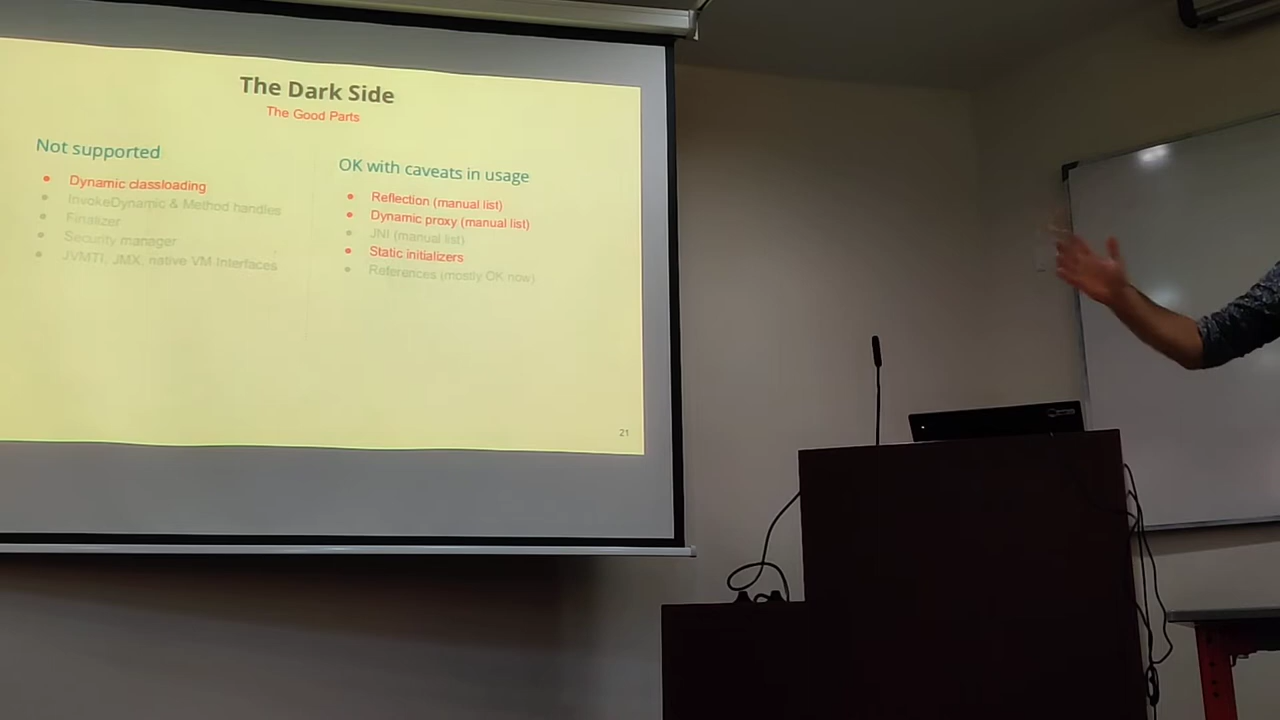 The Dark Side
The Good Parts
Not supported
Dynamic classloading
InvokeDynamic & Method handles
Finalizer
Security manager
JVMTI, JMX, native VM Interfaces
OK with caveats in usage
Reflection (manual list)
Dynamic proxy (manual list)
JNI (manual list)
Static initializers
References (mostly OK now)
21